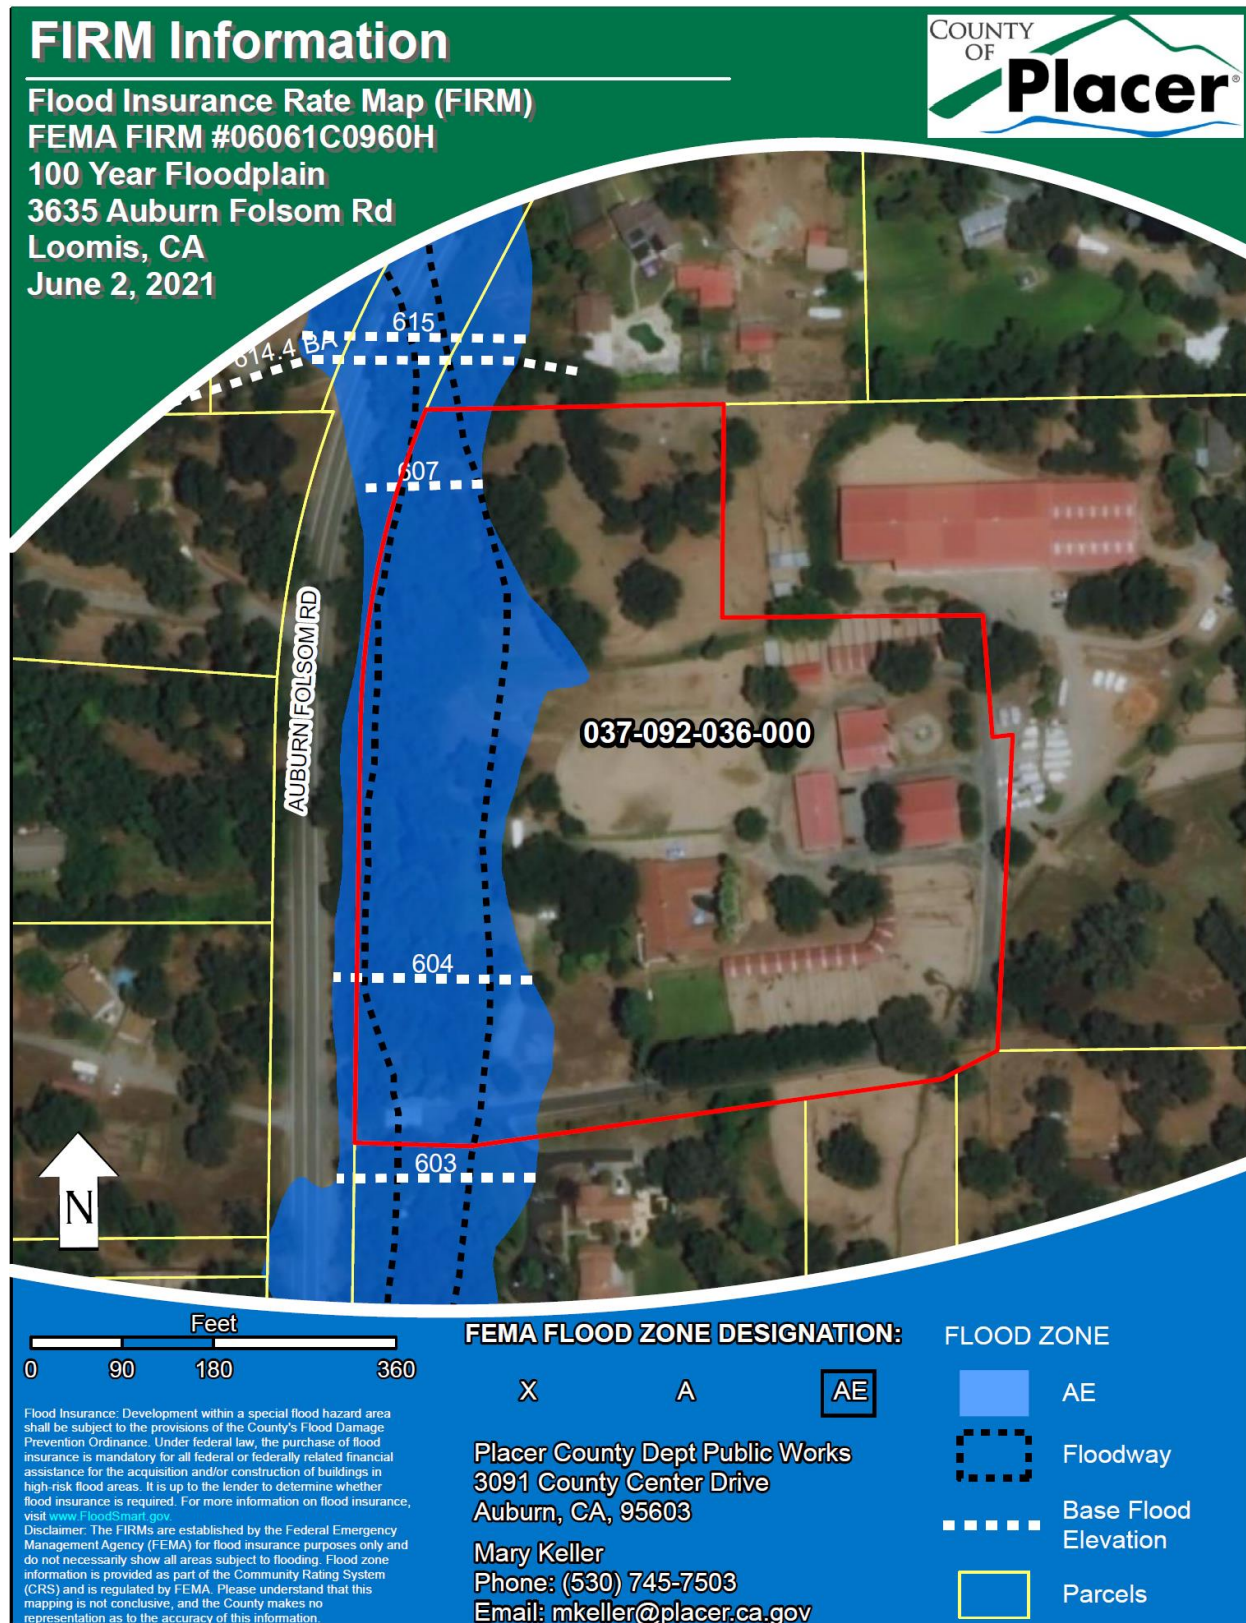 FIRM Information
Flood Insurance Rate Map (FIRM)
FEMA FIRM #06061C0960H
100 Year Floodplain
3635 Auburn Folsom Rd
Loomis, CA
June 2, 2021
COUNTY
OF
Placer®
615
614.4 BA
607
AUBURN FOLSOM RD
037-092-036-000
604
603
N
Feet
0 90 180 360
Flood Insurance: Development within a special flood hazard area
shall be subject to the provisions of the County's Flood Damage
Prevention Ordinance. Under federal law, the purchase of flood
insurance is mandatory for all federal or federally related financial
assistance for the acquisition and/or construction of buildings in
high-risk flood areas. It is up to the lender to determine whether
flood insurance is required. For more information on flood insurance,
visit www.FloodSmart.gov.
Disclaimer: The FIRMs are established by the Federal Emergency
Management Agency (FEMA) for flood insurance purposes only and
do not necessarily show all areas subject to flooding. Flood zone
information is provided as part of the Community Rating System
(CRS) and is regulated by FEMA. Please understand that this
mapping is not conclusive, and the County makes no
representation as to the accuracy of this information.
FEMA FLOOD ZONE DESIGNATION:
X A AE
Placer County Dept Public Works
3091 County Center Drive
Auburn, CA, 95603
Mary Keller
Phone: (530) 745-7503
Email: mkeller@placer.ca.gov
FLOOD ZONE
AE
Floodway
Base Flood
Elevation
Parcels